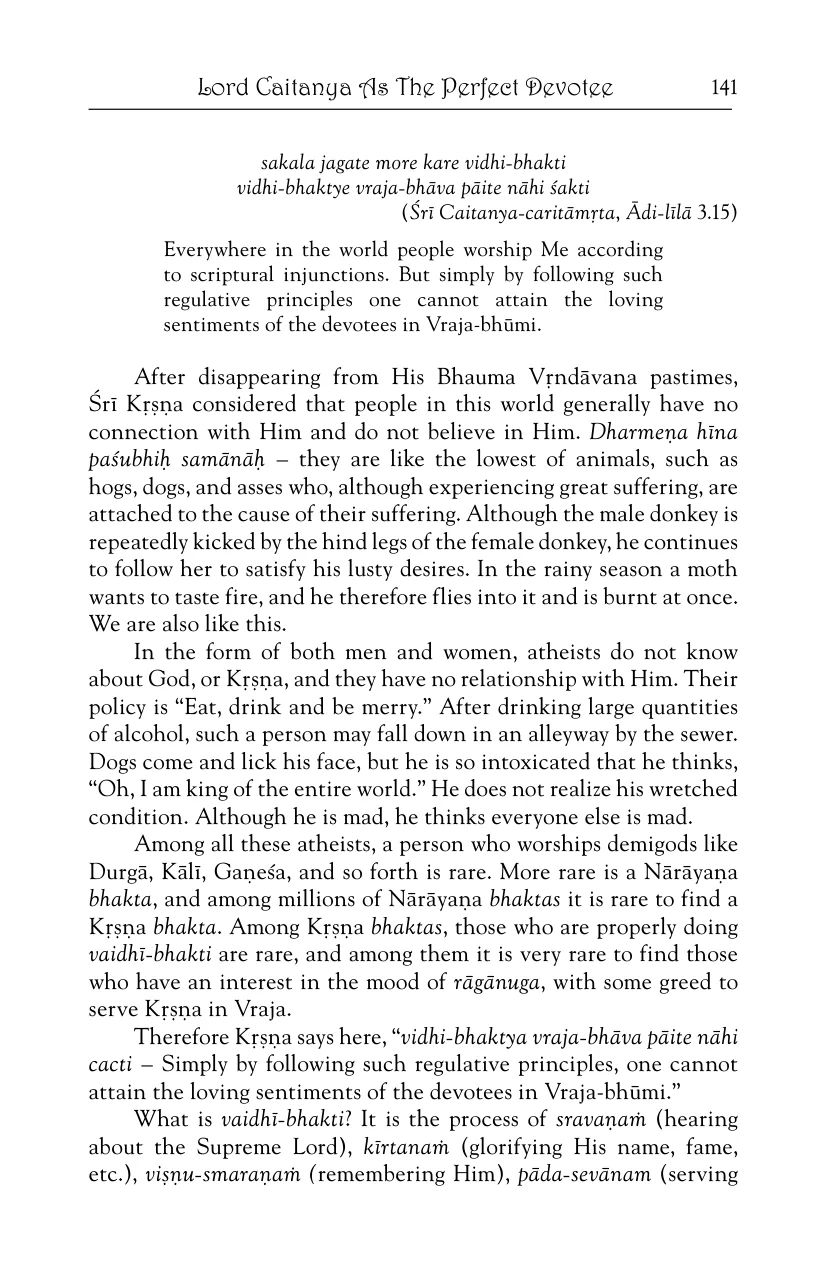 Lord Caitanya As The Perfect Devotee 141
sakala jagate more kare vidhi-bhakti
vidhi-bhaktye vraja-bhāva pāite nāhi śakti
(Śrī Caitanya-caritāmṛta, Ādi-līlā 3.15)
Everywhere in the world people worship Me according
to scriptural injunctions. But simply by following such
regulative principles one cannot attain the loving
sentiments of the devotees in Vraja-bhūmi.
After disappearing from His Bhauma Vṛndāvana pastimes,
Śrī Kṛṣṇa considered that people in this world generally have no
connection with Him and do not believe in Him. Dharmeṇa hīna
paśubhiḥ samānāḥ – they are like the lowest of animals, such as
hogs, dogs, and asses who, although experiencing great suffering, are
attached to the cause of their suffering. Although the male donkey is
repeatedly kicked by the hind legs of the female donkey, he continues
to follow her to satisfy his lusty desires. In the rainy season a moth
wants to taste fire, and he therefore flies into it and is burnt at once.
We are also like this.
In the form of both men and women, atheists do not know
about God, or Kṛṣṇa, and they have no relationship with Him. Their
policy is “Eat, drink and be merry.” After drinking large quantities
of alcohol, such a person may fall down in an alleyway by the sewer.
Dogs come and lick his face, but he is so intoxicated that he thinks,
“Oh, I am king of the entire world.” He does not realize his wretched
condition. Although he is mad, he thinks everyone else is mad.
Among all these atheists, a person who worships demigods like
Durgā, Kālī, Gaṇeśa, and so forth is rare. More rare is a Nārāyaṇa
bhakta, and among millions of Nārāyaṇa bhaktas it is rare to find a
Kṛṣṇa bhakta. Among Kṛṣṇa bhaktas, those who are properly doing
vaidhī-bhakti are rare, and among them it is very rare to find those
who have an interest in the mood of rāgānuga, with some greed to
serve Kṛṣṇa in Vraja.
Therefore Kṛṣṇa says here, “vidhi-bhaktya vraja-bhāva pāite nāhi
cacti – Simply by following such regulative principles, one cannot
attain the loving sentiments of the devotees in Vraja-bhūmi.”
What is vaidhī-bhakti? It is the process of sravaṇaṁ (hearing
about the Supreme Lord), kīrtanaṁ (glorifying His name, fame,
etc.), viṣṇu-smaraṇaṁ (remembering Him), pāda-sevānam (serving